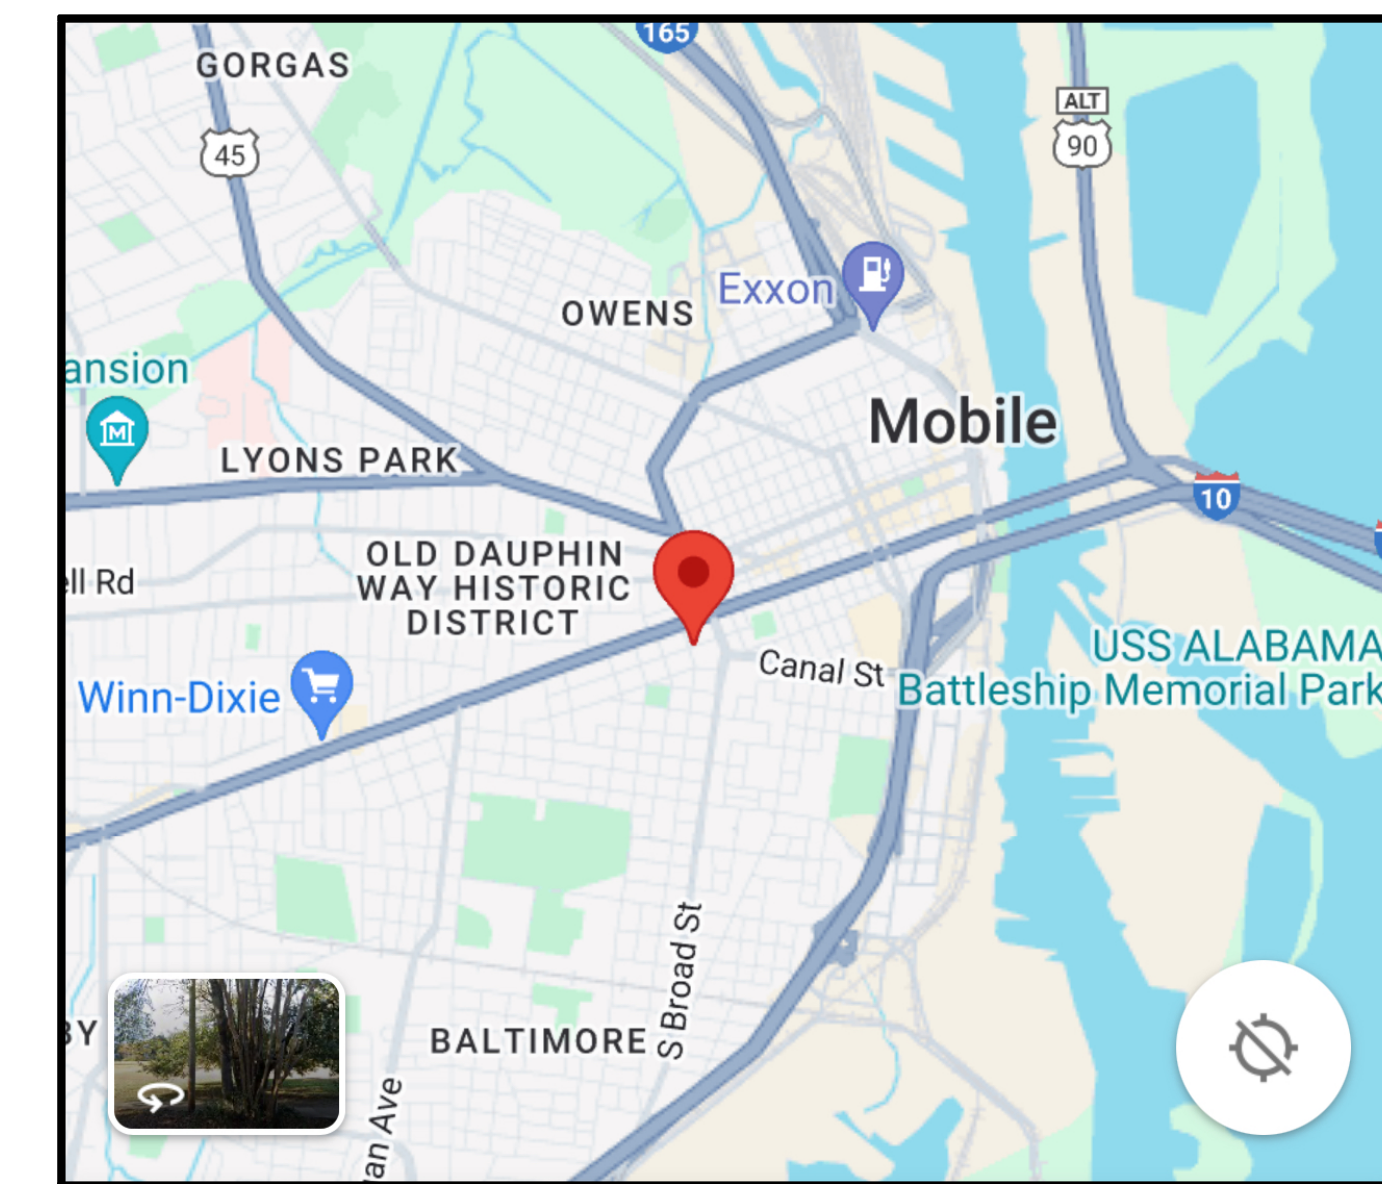 165
GORGAS
ALT
90
45
Exxon
OWENS
ansion
M
Mobile
LYONS PARK
10
OLD DAUPHIN
WAY HISTORIC
DISTRICT
ell Rd
Canal St
USS ALABAMA
Battleship Memorial Park
Winn-Dixie
S Broad St
BY
BALTIMORE
an Ave